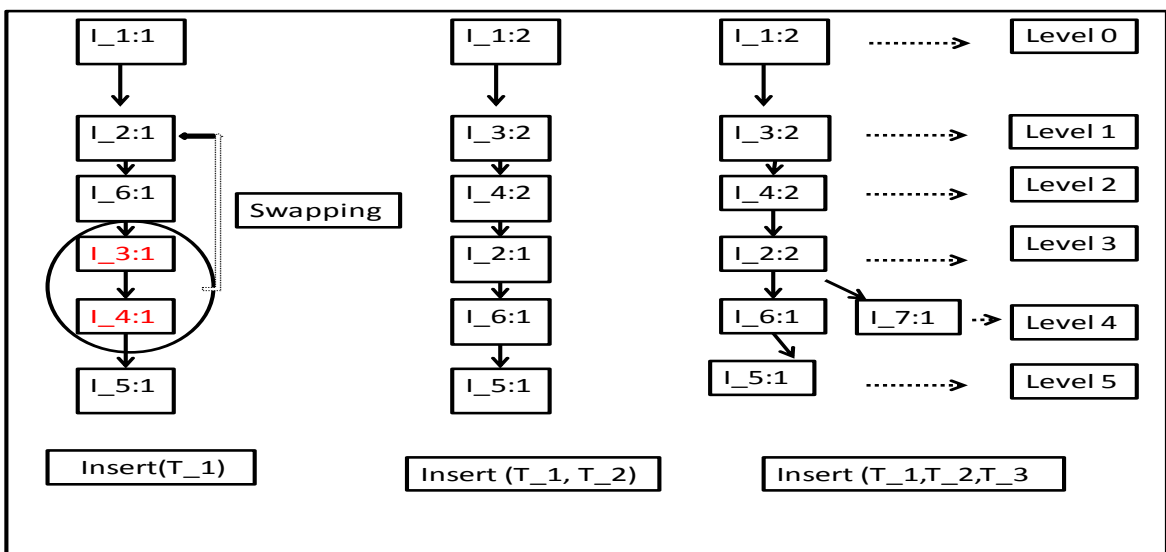 I_1:1
I_2:1
I_6:1
I_3:1
I_4:1
I_5:1
Swapping
Insert(T_1)
I_1:2
I_3:2
I_4:2
I_2:1
I_6:1
I_5:1
Insert (T_1, T_2)
I_1:2
Level 0
I_3:2
Level 1
I_4:2
Level 2
I_2:2
Level 3
I_6:1
I_7:1
Level 4
I_5:1
Level 5
Insert (T_1,T_2,T_3